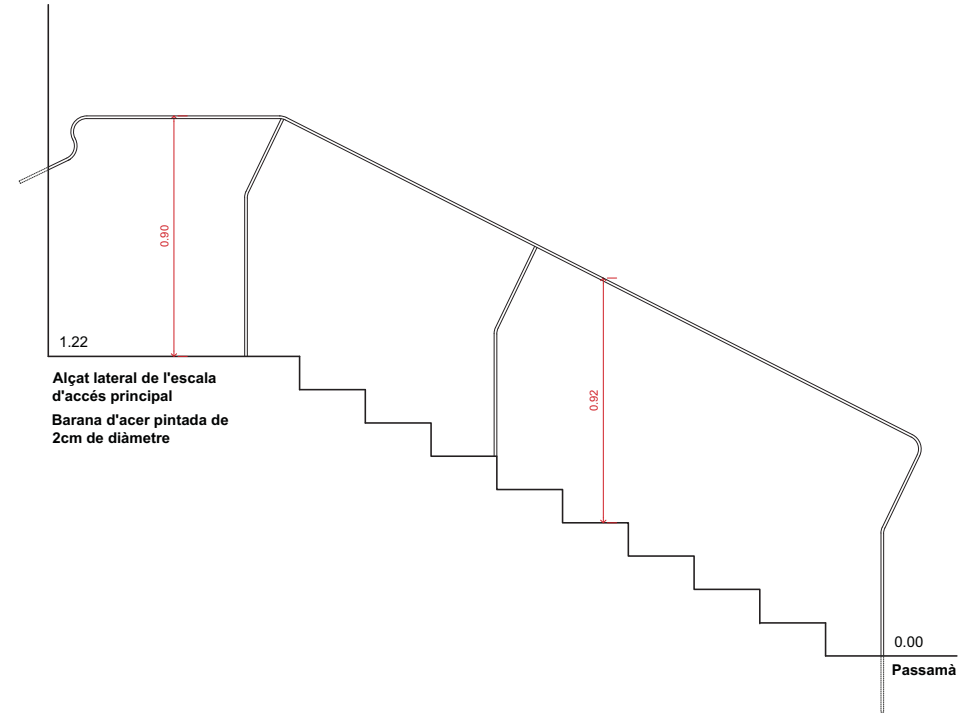 0.90
1.22
Alçat lateral de l'escala
d'accés principal
Barana d'acer pintada de
2cm de diàmetre
0.92
0.00
Passamà